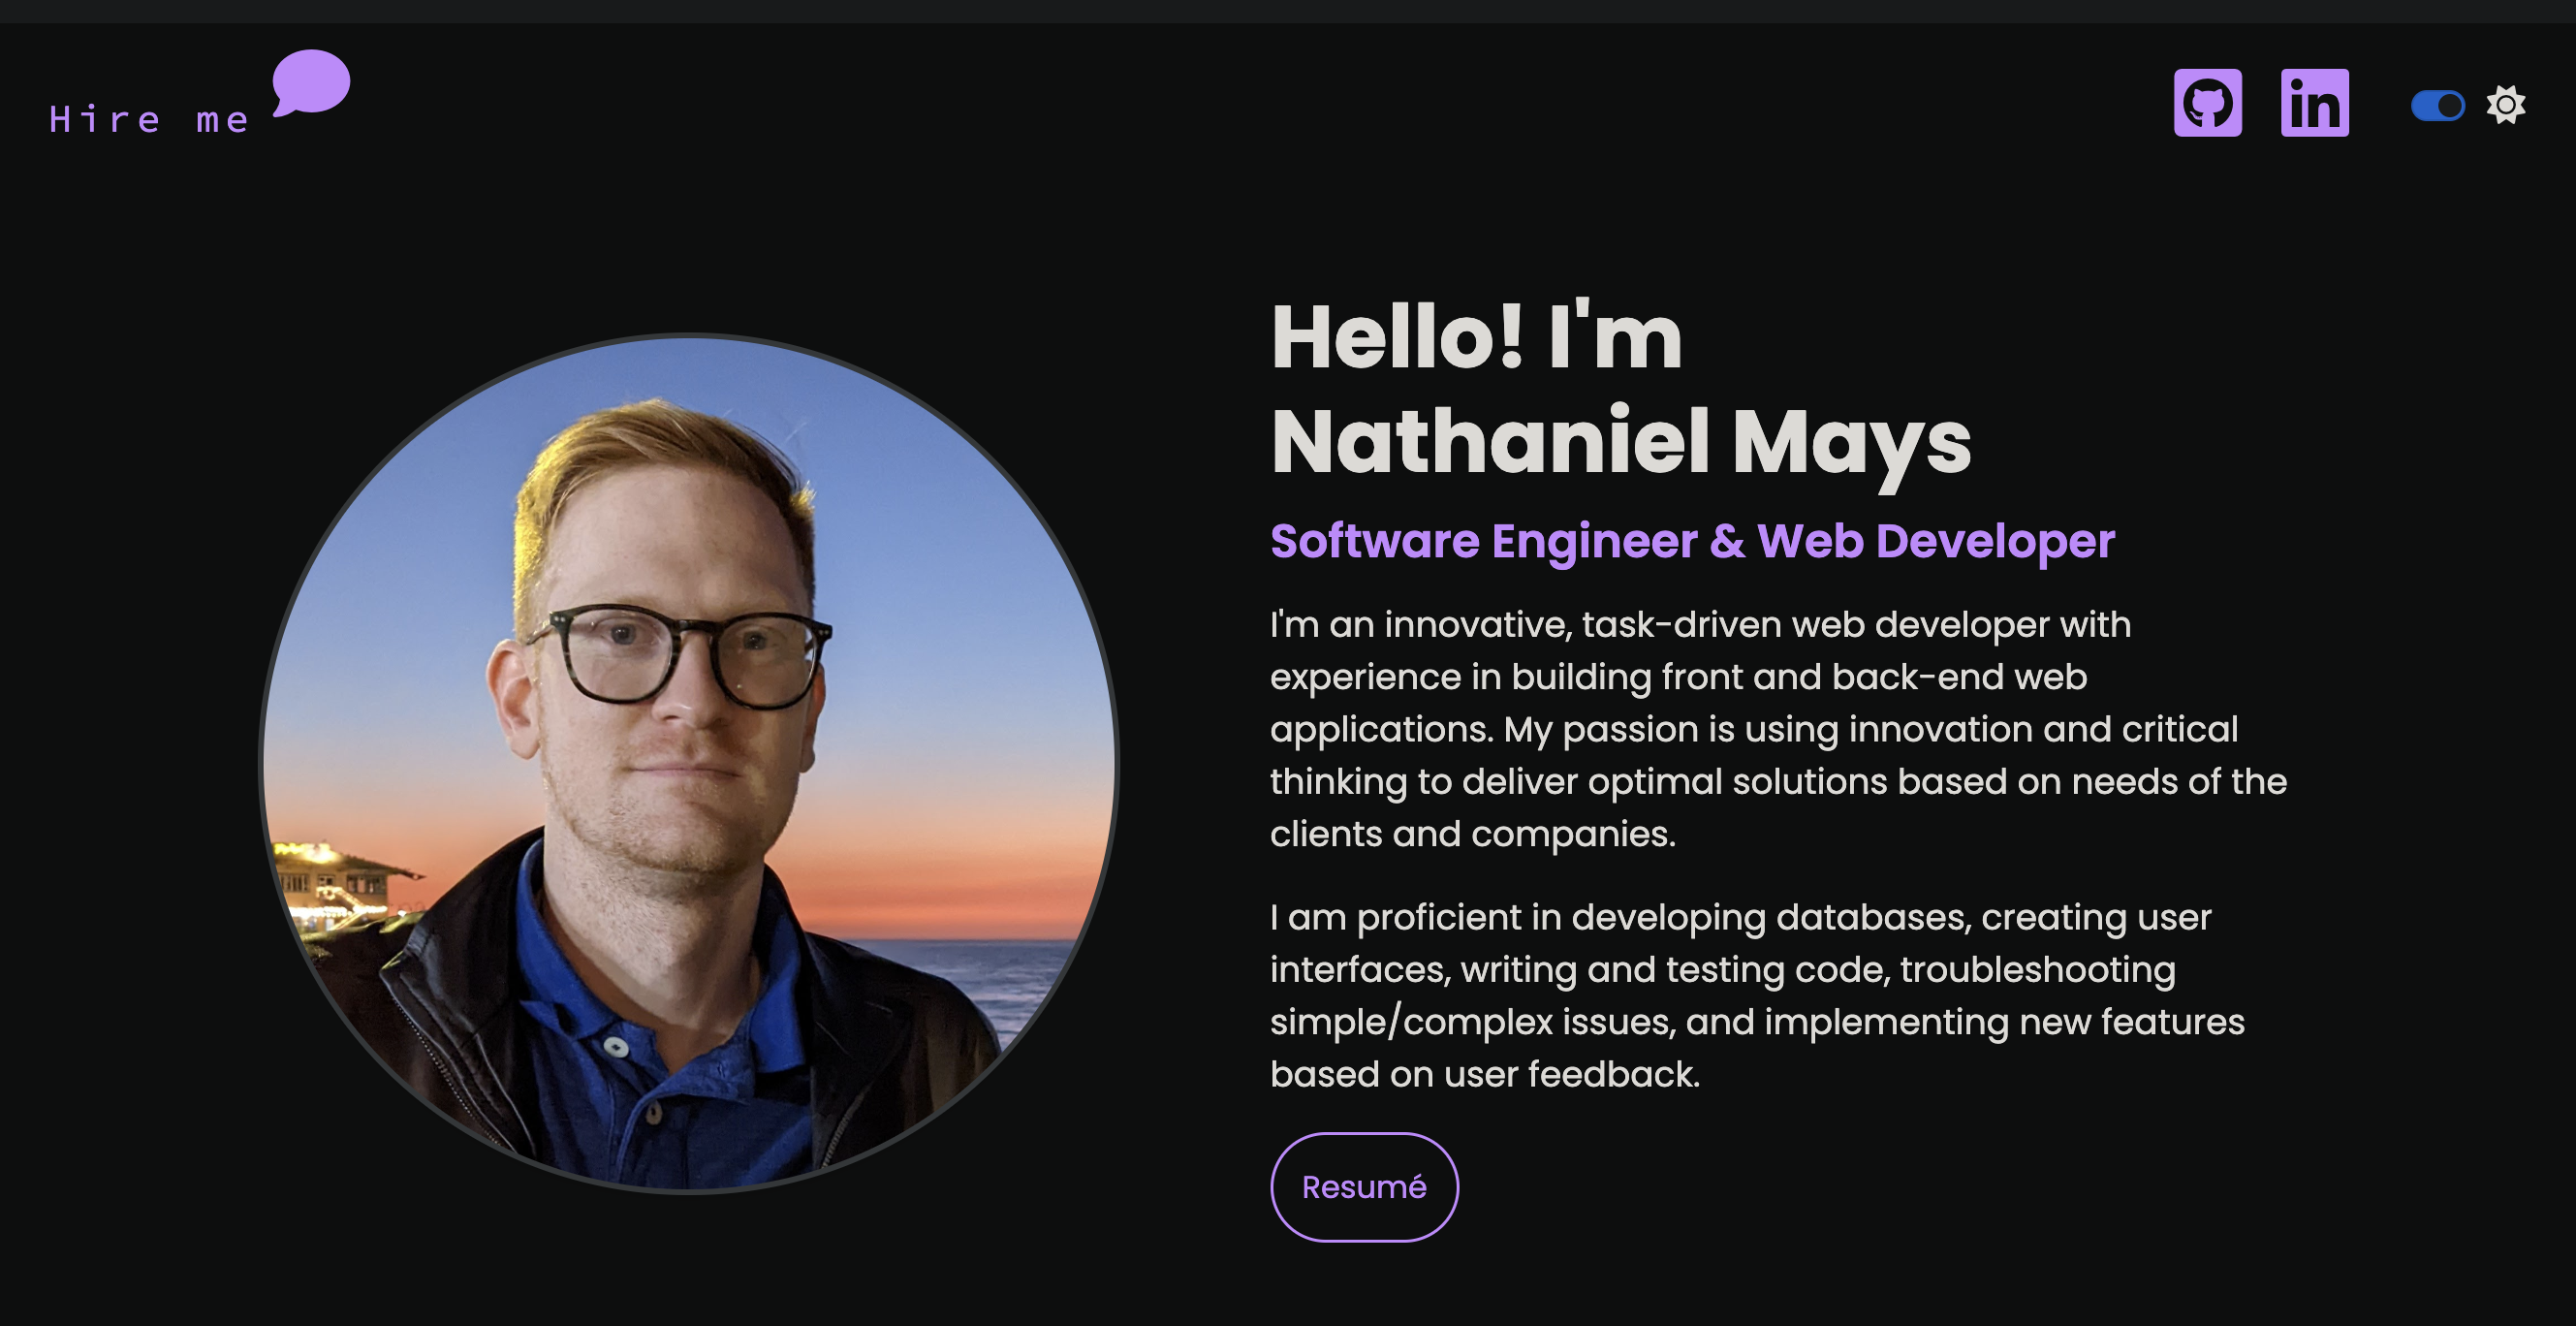 Hire me
in
Hello! I'm
Nathaniel Mays
Software Engineer & Web Developer
I'm an innovative, task-driven web developer with
experience in building front and back-end web
applications. My passion is using innovation and critical
thinking to deliver optimal solutions based on needs of the
clients and companies.
I am proficient in developing databases, creating user
interfaces, writing and testing code, troubleshooting
simple/complex issues, and implementing new features
based on user feedback.
Resumé